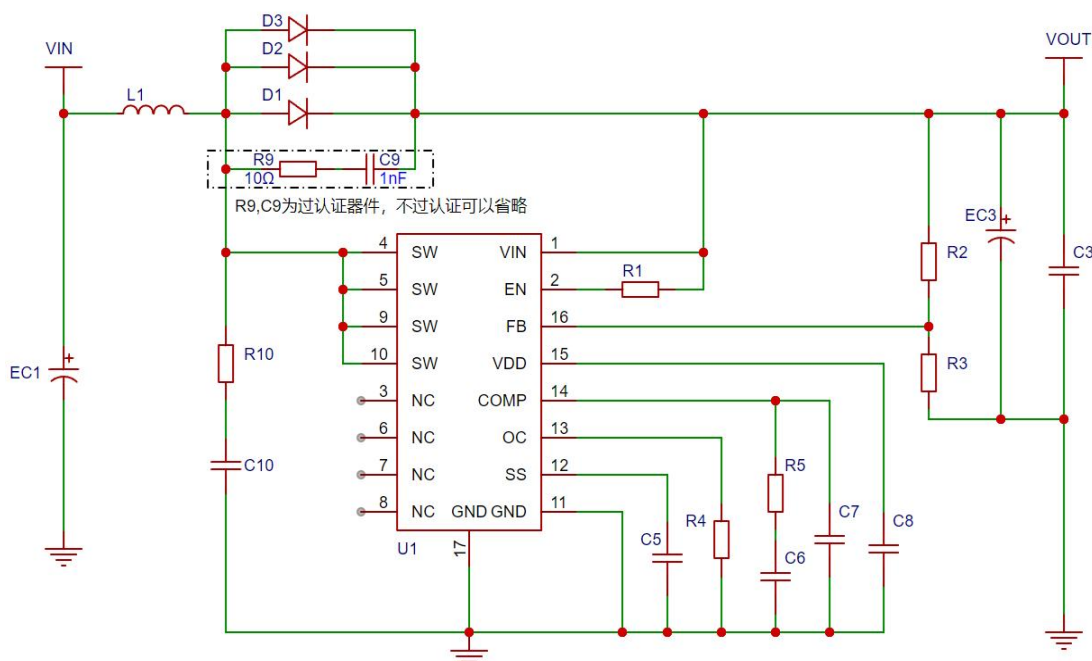 D3
VIN
D2
VOUT
L1
D1
R9
C9
10Ω
1nF
R9,C9为过认证器件，不过认证可以省略
EC3
4
SW
VIN
1
R2
C3
R1
5
SW
EN
2
9
SW
FB
16
R10
10
SW
VDD
15
R3
EC1
3
NC
COMP
14
6
NC
OC
13
C10
7
NC
SS
12
R5
8
NC
GND
GND
11
R4
C7
C8
U1
17
C5
C6